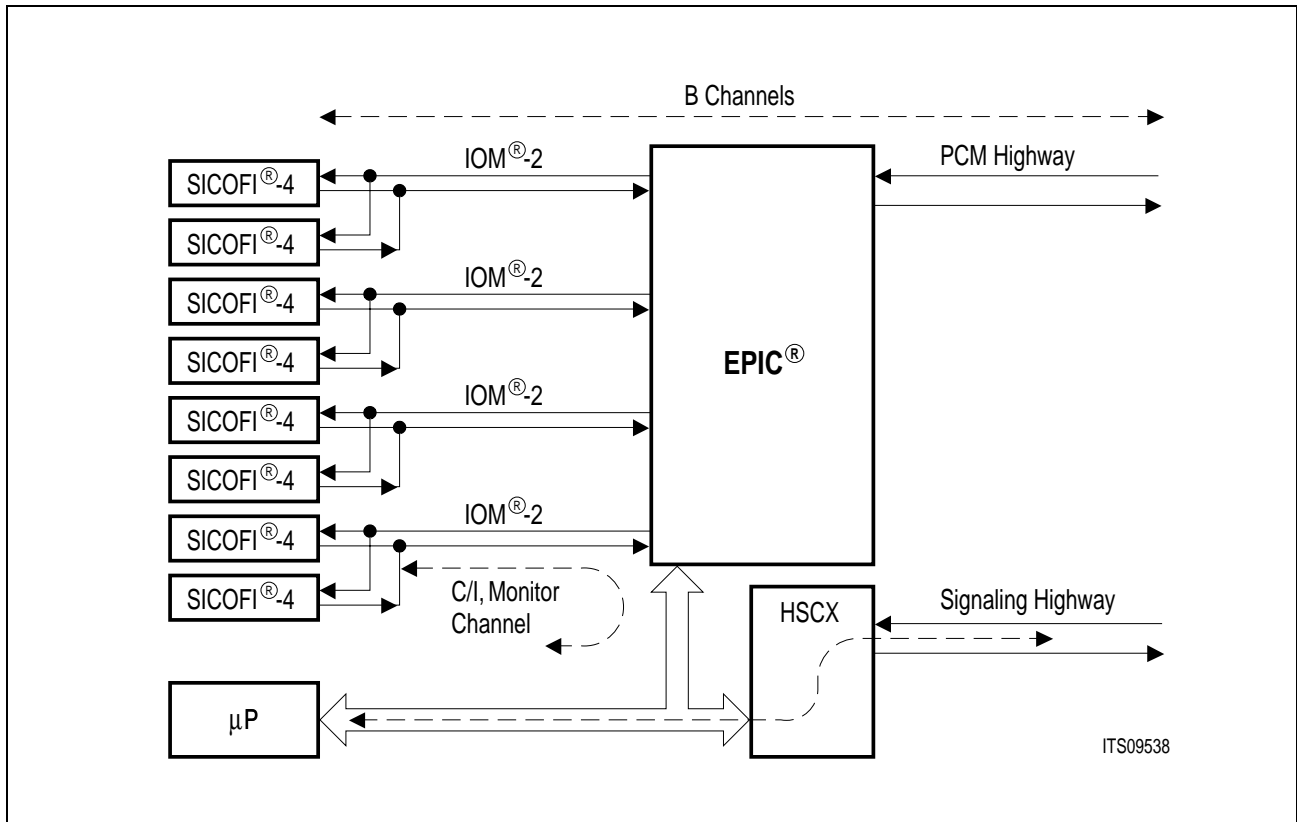 B Channels
IOM®-2
PCM Highway
SICOFI®-4
SICOFI®-4
IOM®-2
SICOFI®-4
SICOFI®-4
EPIC®
IOM®-2
SICOFI®-4
SICOFI®-4
IOM®-2
SICOFI®-4
SICOFI®-4
C/I, Monitor
Channel
HSCX
Signaling Highway
μP
ITS09538